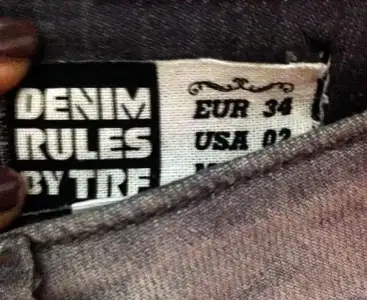 DENIM
RULES
BY TRF
EUR 34
USA 02